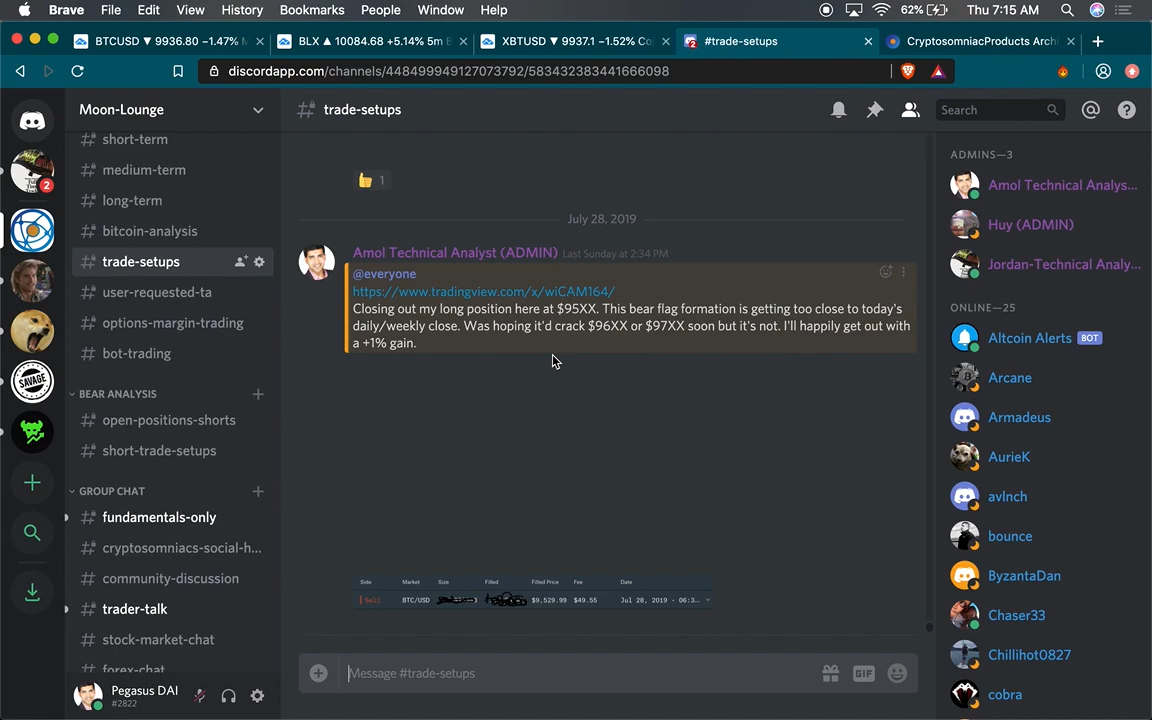 Brave File Edit View History Bookmarks People Window Help 62% Thu 7:15 AM
BTCUSD ▼ 9936.80 −1.47%
BLX ▲ 10084.68 +5.14% 5m
XBTUSD ▼ 9937.1 −1.52%
#trade-setups
CryptosomniacProducts Arch
discordapp.com/channels/448499949127073792/583432383441666098
Moon-Lounge
# trade-setups
Search
short-term
medium-term
long-term
bitcoin-analysis
trade-setups
user-requested-ta
options-margin-trading
bot-trading
BEAR ANALYSIS
open-positions-shorts
short-trade-setups
GROUP CHAT
fundamentals-only
cryptosomniacs-social-h...
community-discussion
trader-talk
stock-market-chat
forex-chat
Pegasus DAI
#2822
2
SAVAGE
1
July 28, 2019
Amol Technical Analyst (ADMIN) Last Sunday at 2:34 PM
@everyone
https://www.tradingview.com/x/wiCAM164/
Closing out my long position here at $95XX. This bear flag formation is getting too close to today's
daily/weekly close. Was hoping it'd crack $96XX or $97XX soon but it's not. I'll happily get out with
a +1% gain.
Side Market Size Filled Filled Price Fee Date
Sell BTC/USD $9,529.99 $49.55 Jul 28, 2019 - 06:3...
Message #trade-setups
GIF
ADMINS—3
Amol Technical Analys...
Huy (ADMIN)
Jordan-Technical Analy...
ONLINE—25
Altcoin Alerts BOT
Arcane
Armadeus
AurieK
avlnch
bounce
ByzantaDan
Chaser33
Chillihot0827
cobra